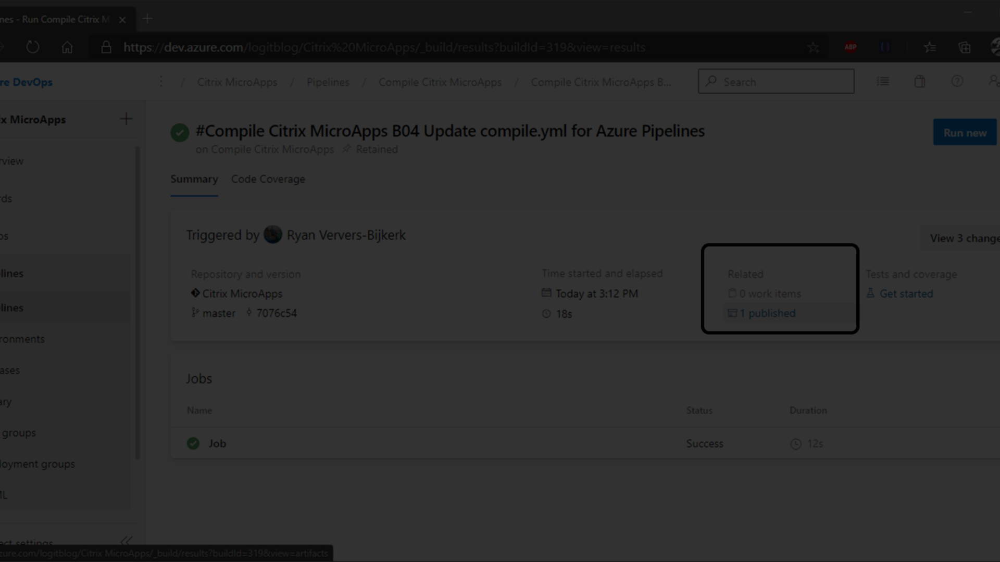 nes - Run Compile Citrix M
https://dev.azure.com/logitblog/Citrix%20MicroApps/_build/results?buildId=319&view=results
ABP
re DevOps
/ Citrix MicroApps / Pipelines / Compile Citrix MicroApps / Compile Citrix MicroApps B...
Search
ix MicroApps
#Compile Citrix MicroApps B04 Update compile.yml for Azure Pipelines
Run new
on Compile Citrix MicroApps Retained
rview
Summary Code Coverage
rds
Triggered by Ryan Ververs-Bijkerk
View 3 change
os
lines
Repository and version
Time started and elapsed
Related
Tests and coverage
Citrix MicroApps
Today at 3:12 PM
0 work items
Get started
lines
master 7076c54
18s
1 published
ronments
ases
Jobs
ary
Name Status Duration
groups
Job Success 12s
loyment groups
ML
ect settings
zure.com/logitblog/Citrix MicroApps/_build/results?buildId=319&view=artifacts